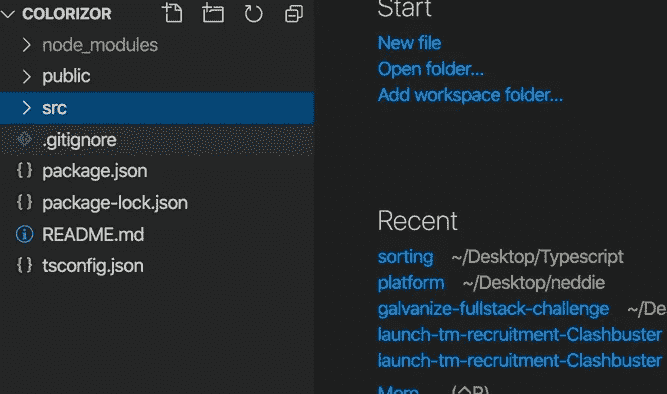 COLORIZOR
node_modules
public
src
.gitignore
package.json
package-lock.json
README.md
tsconfig.json
Start
New file
Open folder...
Add workspace folder...
Recent
sorting ~/Desktop/Typescript
platform ~/Desktop/neddie
galvanize-fullstack-challenge ~/De
launch-tm-recruitment-Clashbuster
launch-tm-recruitment-Clashbuster
More... (^R)